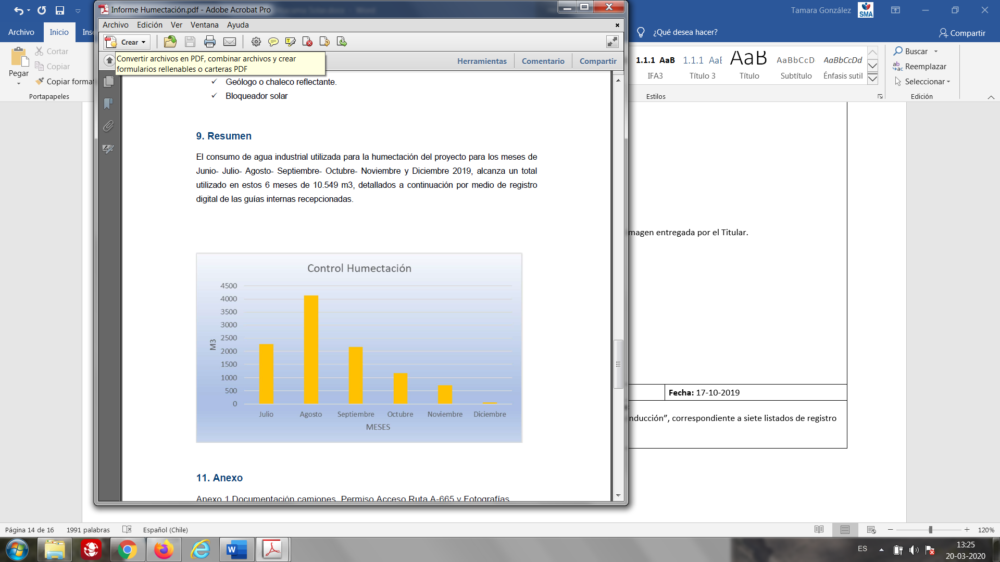 Informe Humectación.pdf - Adobe Acrobat Pro
Tamara González
SMA
Archivo Edición Ver Ventana Ayuda
Archivo Inicio Ins
¿Qué desea hacer?
Compartir
Crear
Convertir archivos en PDF, combinar archivos y crear
formularios rellenables o carteras PDF
Herramientas Comentario Compartir
Cortar
Copiar
Copiar format
Pegar
Portapapeles
1.1.1 AaB
IFA3
1.1.1 AaE
Título 3
AaB
Título
AaBbCcD
Subtítulo
AaBbCcDd
Énfasis sutil
Estilos
Buscar
Reemplazar
Seleccionar
Edición
Geólogo o chaleco reflectante.
Bloqueador solar
9. Resumen
El consumo de agua industrial utilizada para la humectación del proyecto para los meses de
Junio- Julio- Agosto- Septiembre- Octubre- Noviembre y Diciembre 2019, alcanza un total
utilizado en estos 6 meses de 10.549 m3, detallados a continuación por medio de registro
digital de las guías internas recepcionadas.
Control Humectación
4500
4000
3500
3000
2500
2000
1500
1000
500
0
M3
Julio Agosto Septiembre Octubre Noviembre Diciembre
MESES
11. Anexo
Anexo 1 Documentación camiones, Permiso Acceso Ruta A-665 y Fotografías
magen entregada por el Titular.
Fecha: 17-10-2019
nducción”, correspondiente a siete listados de registro
Página 14 de 16 1991 palabras Español (Chile)
120%
ES
13:25
20-03-2020